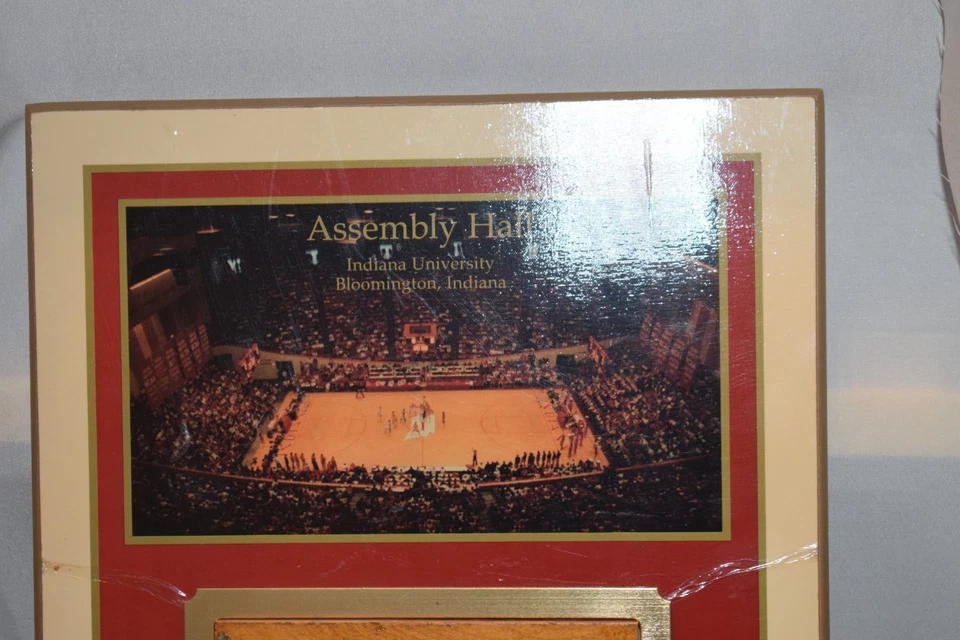 Assembly Hall
Indiana University
Bloomington, Indiana